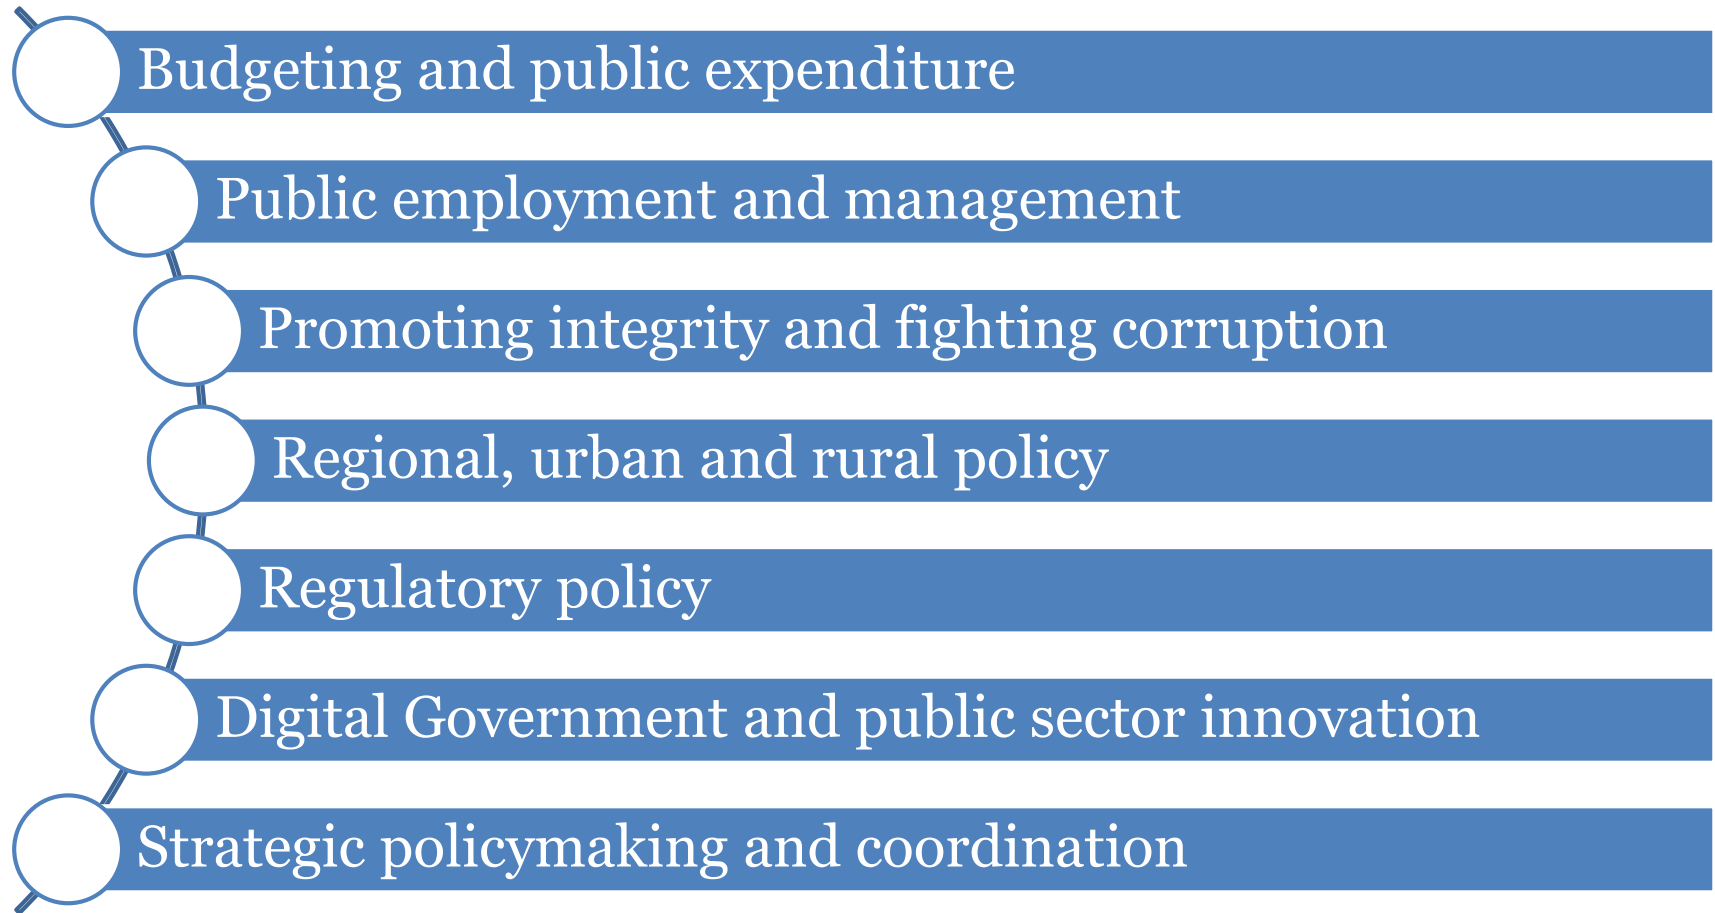 Budgeting and public expenditure
Public employment and management
Promoting integrity and fighting corruption
Regional, urban and rural policy
Regulatory policy
Digital Government and public sector innovation
Strategic policymaking and coordination